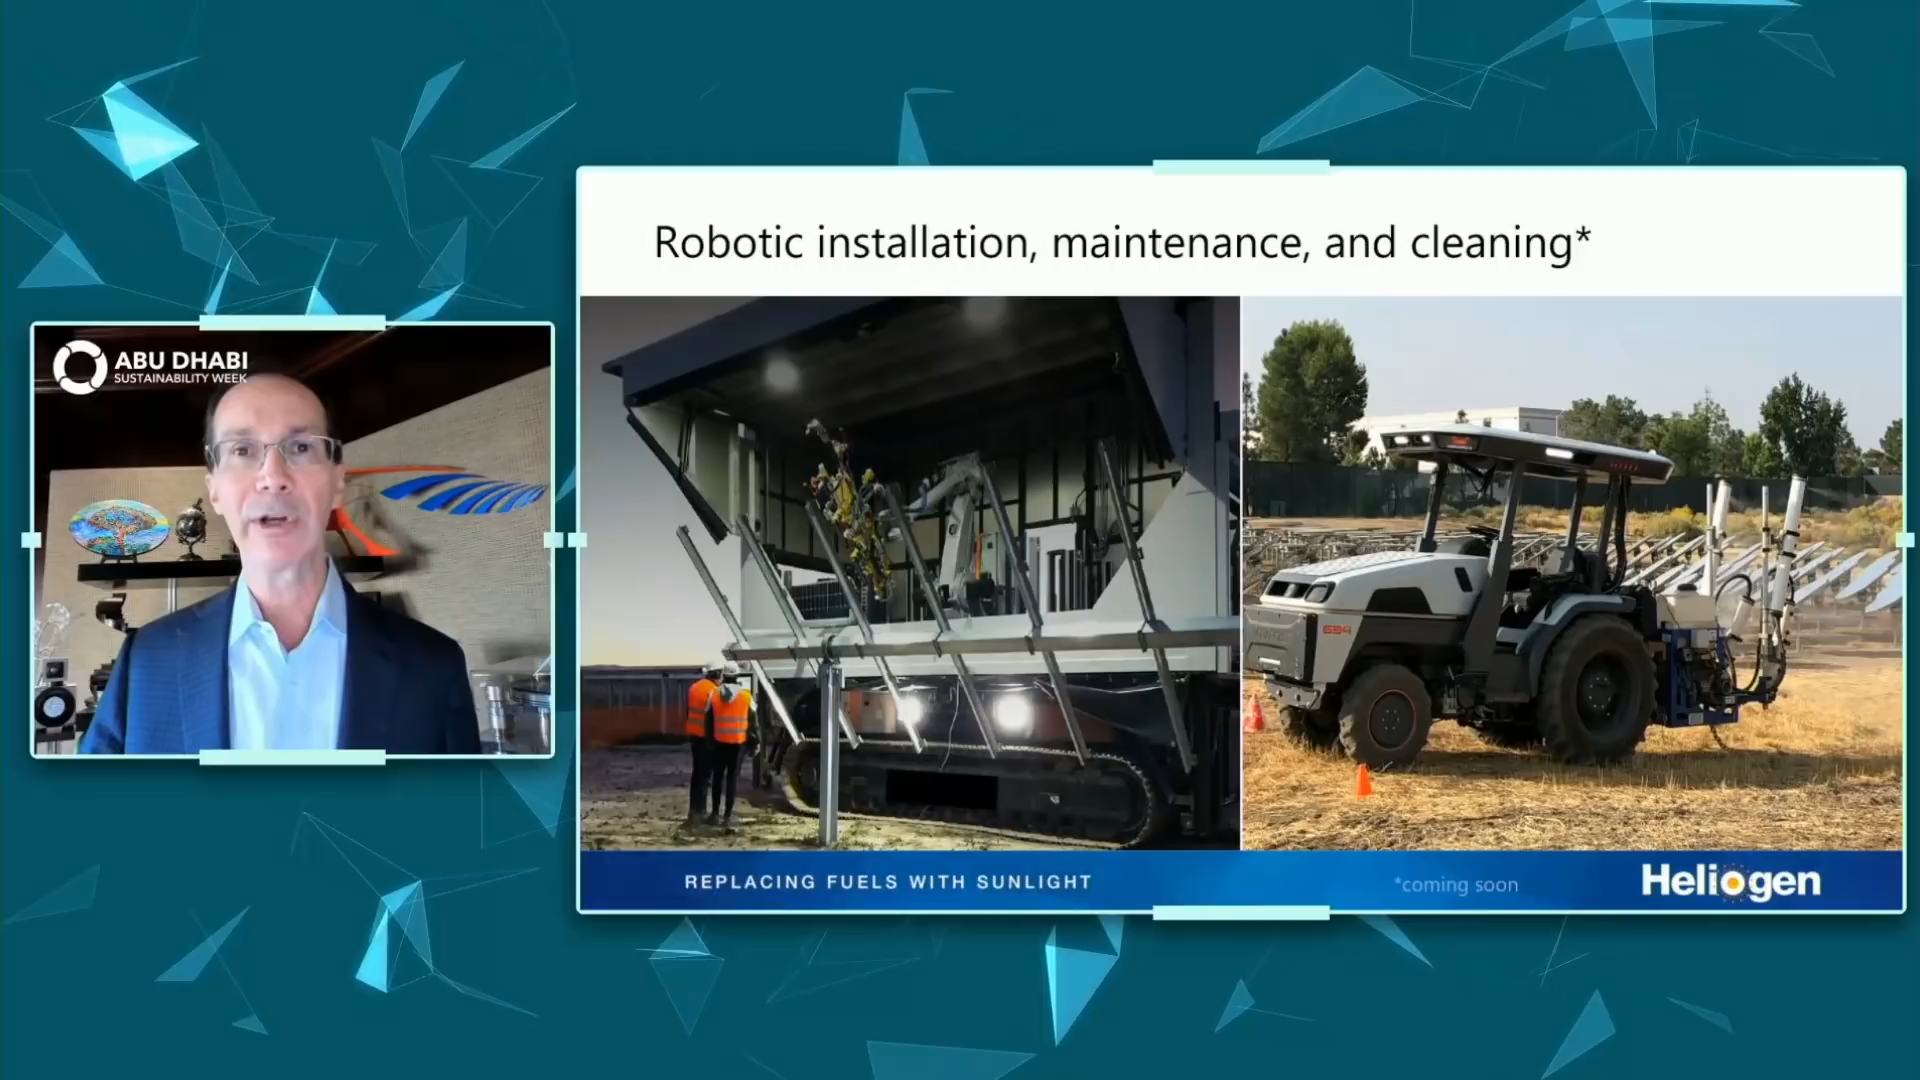 ABU DHABI
SUSTAINABILITY WEEK
Robotic installation, maintenance, and cleaning*
REPLACING FUELS WITH SUNLIGHT
*coming soon
Heliogen